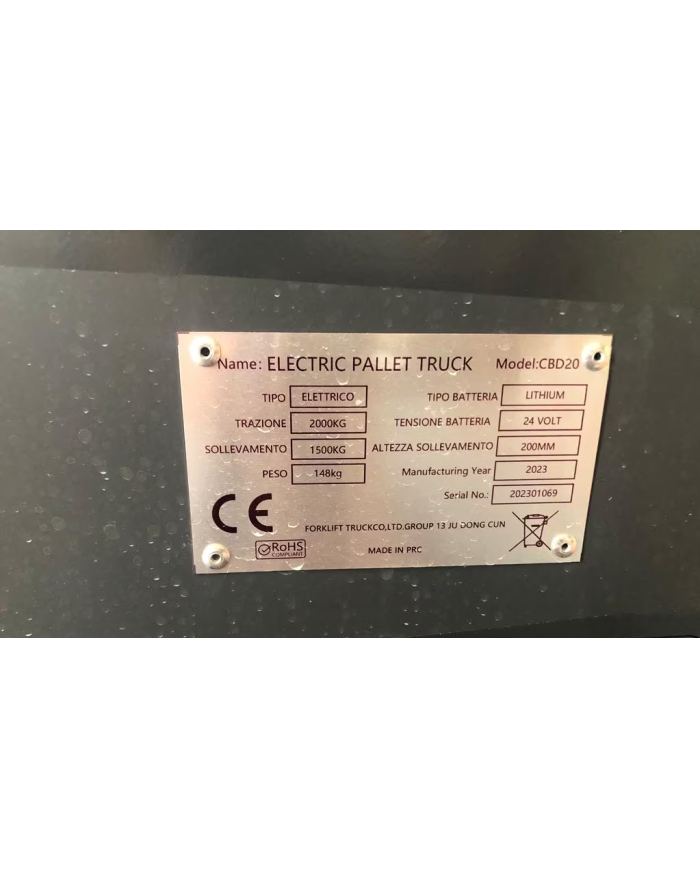 Name: ELECTRIC PALLET TRUCK Model:CBD20
TIPO ELETTRICO TIPO BATTERIA LITHIUM
TRAZIONE 2000KG TENSIONE BATTERIA 24 VOLT
SOLLEVAMENTO 1500KG ALTEZZA SOLLEVAMENTO 200MM
PESO 148kg Manufacturing Year 2023
Serial No.: 202301069
CE
FORKLIFT TRUCKCO,LTD.GROUP 13 JU DONG CUN
RoHS
COMPLIANT
MADE IN PRC